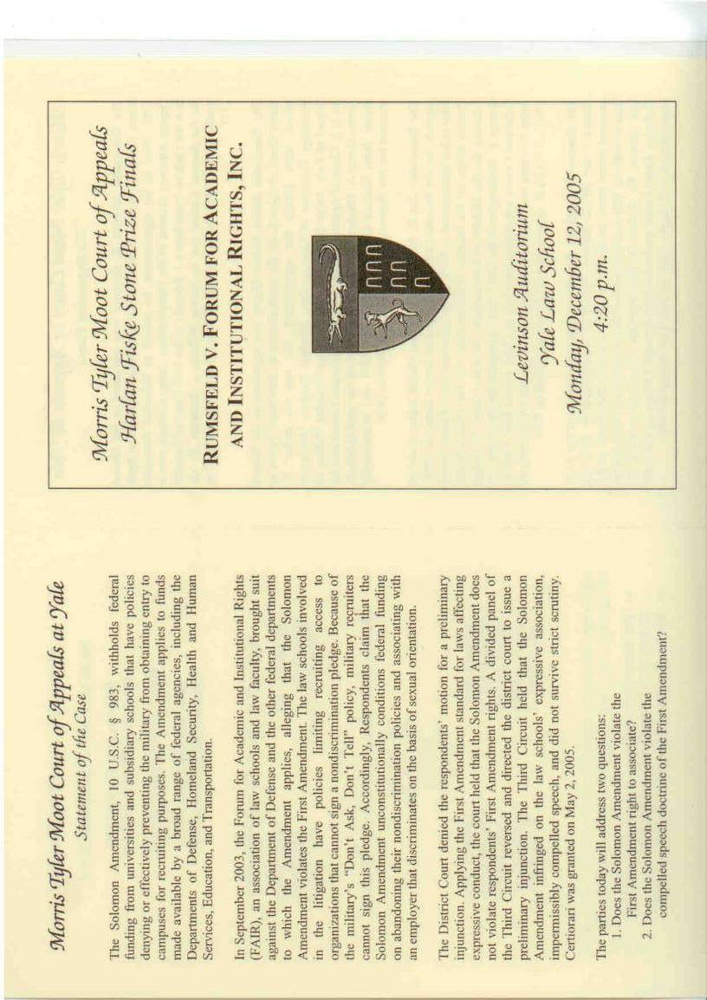 Morris Tyler Moot Court of Appeals at Yale
Statement of the Case
The Solomon Amendment, 10 U.S.C. § 983, withholds federal
funding from universities and subsidiary schools that have policies
denying or effectively preventing the military from obtaining entry to
campuses for recruiting purposes. The Amendment applies to funds
made available by a broad range of federal agencies, including the
Departments of Defense, Homeland Security, Health and Human
Services, Education, and Transportation.
In September 2003, the Forum for Academic and Institutional Rights
(FAIR), an association of law schools and law faculty, brought suit
against the Department of Defense and the other federal departments
to which the Amendment applies, alleging that the Solomon
Amendment violates the First Amendment. The law schools involved
in the litigation have policies limiting recruiting access to
organizations that cannot sign a nondiscrimination pledge. Because of
the military's “Don't Ask, Don't Tell” policy, military recruiters
cannot sign this pledge. Accordingly, Respondents claim that the
Solomon Amendment unconstitutionally conditions federal funding
on abandoning their nondiscrimination policies and associating with
an employer that discriminates on the basis of sexual orientation.
The District Court denied the respondents' motion for a preliminary
injunction. Applying the First Amendment standard for laws affecting
expressive conduct, the court held that the Solomon Amendment does
not violate respondents' First Amendment rights. A divided panel of
the Third Circuit reversed and directed the district court to issue a
preliminary injunction. The Third Circuit held that the Solomon
Amendment infringed on the law schools' expressive association,
impermissibly compelled speech, and did not survive strict scrutiny.
Certiorari was granted on May 2, 2005.
The parties today will address two questions:
1. Does the Solomon Amendment violate the
First Amendment right to associate?
2. Does the Solomon Amendment violate the
compelled speech doctrine of the First Amendment?
Morris Tyler Moot Court of Appeals
Harlan Fiske Stone Prize Finals
RUMSFELD V. FORUM FOR ACADEMIC
AND INSTITUTIONAL RIGHTS, INC.
Levinson Auditorium
Yale Law School
Monday, December 12, 2005
4:20 p.m.